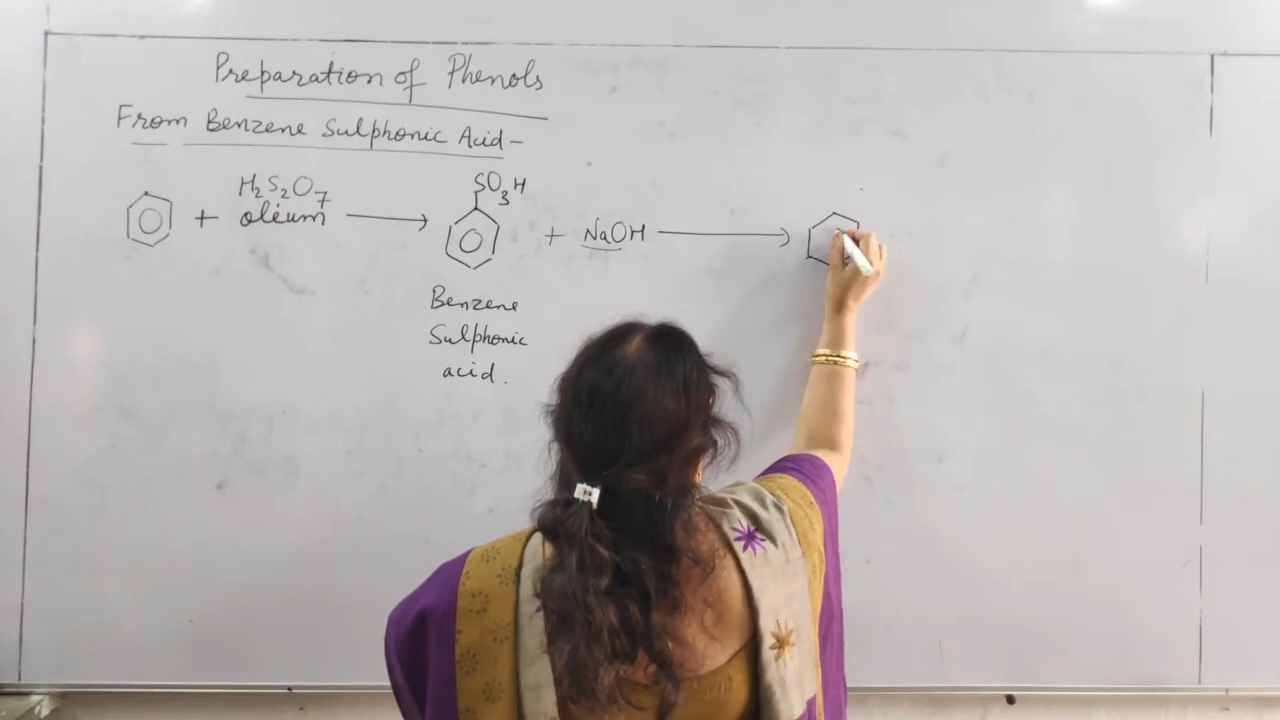 Preparation of Phenols
From Benzene Sulphonic Acid-
H2S2O7
SO3H
+ oleum
+ NaOH
Benzene
Sulphonic
acid.